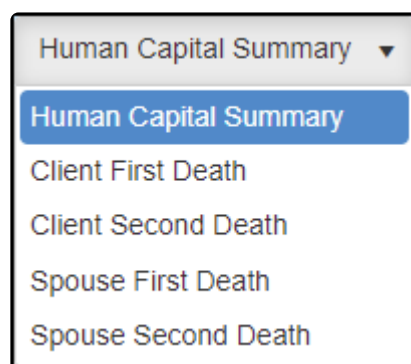 Human Capital Summary
Human Capital Summary
Client First Death
Client Second Death
Spouse First Death
Spouse Second Death